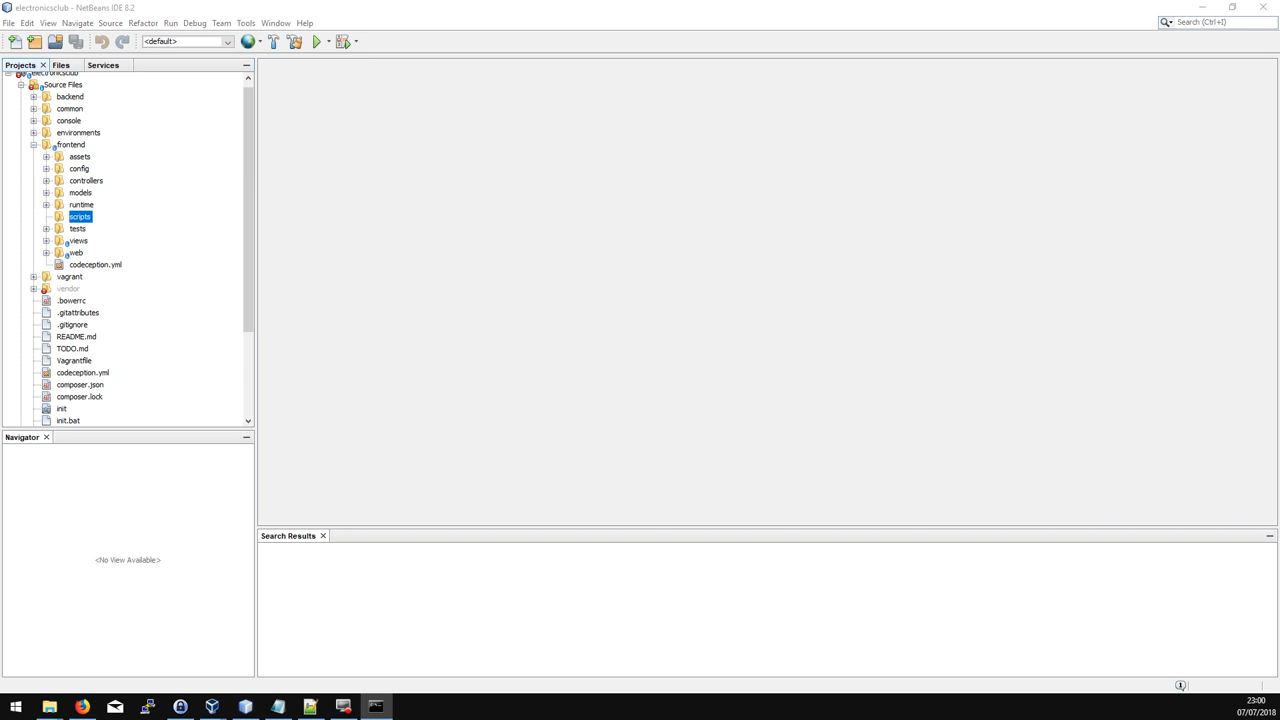 electronicsclub - NetBeans IDE 8.2
File Edit View Navigate Source Refactor Run Debug Team Tools Window Help
Search (Ctrl+I)
<default>
Projects Files Services
electronicsclub
Source Files
backend
common
console
environments
frontend
assets
config
controllers
models
runtime
scripts
tests
views
web
codeception.yml
vagrant
vendor
.bowerrc
.gitattributes
.gitignore
README.md
TODO.md
Vagrantfile
codeception.yml
composer.json
composer.lock
init
init.bat
Navigator
<No View Available>
Search Results
23:00
07/07/2018